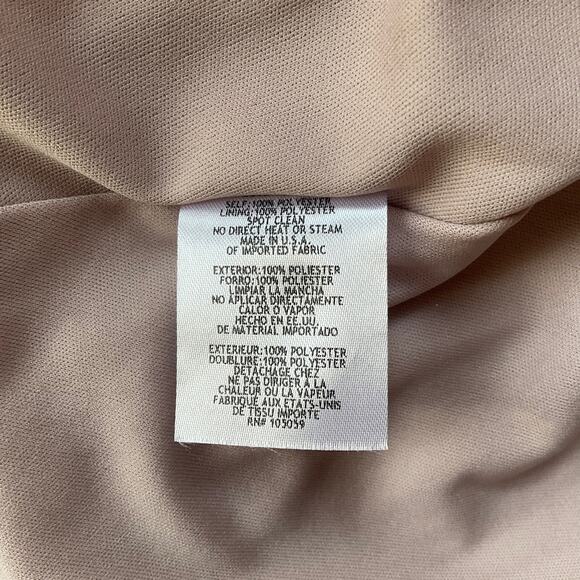 SELF: 100% POLYESTER
LINING: 100% POLYESTER
SPOT CLEAN
NO DIRECT HEAT OR STEAM
MADE IN U.S.A.
OF IMPORTED FABRIC
EXTERIOR: 100% POLIESTER
FORRO: 100% POLIESTER
LIMPIAR LA MANCHA
NO APLICAR DIRECTAMENTE
CALOR O VAPOR
HECHO EN EE.UU.
DE MATERIAL IMPORTADO
EXTERIEUR: 100% POLYESTER
DOUBLURE: 100% POLYESTER
DETACHAGE CHEZ
NE PAS DIRIGER A LA
CHALEUR OU LA VAPEUR
FABRIQUÉ AUX ETATS-UNIS
DE TISSU IMPORTE
RN# 105059